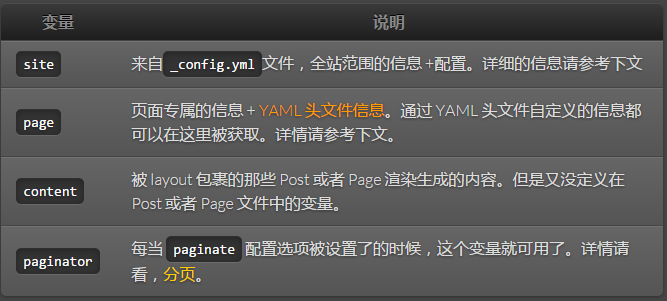 变量 说明
site 来自 _config.yml 文件，全站范围的信息 +配置。详细的信息请参考下文
page 页面专属的信息 + YAML 头文件信息。通过 YAML 头文件自定义的信息都
可以在这里被获取。详情请参考下文。
content 被 layout 包裹的那些 Post 或者 Page 渲染生成的内容。但是又没定义在
Post 或者 Page 文件中的变量。
paginator 每当 paginate 配置选项被设置了的时候，这个变量就可用了。详情请
看，分页。